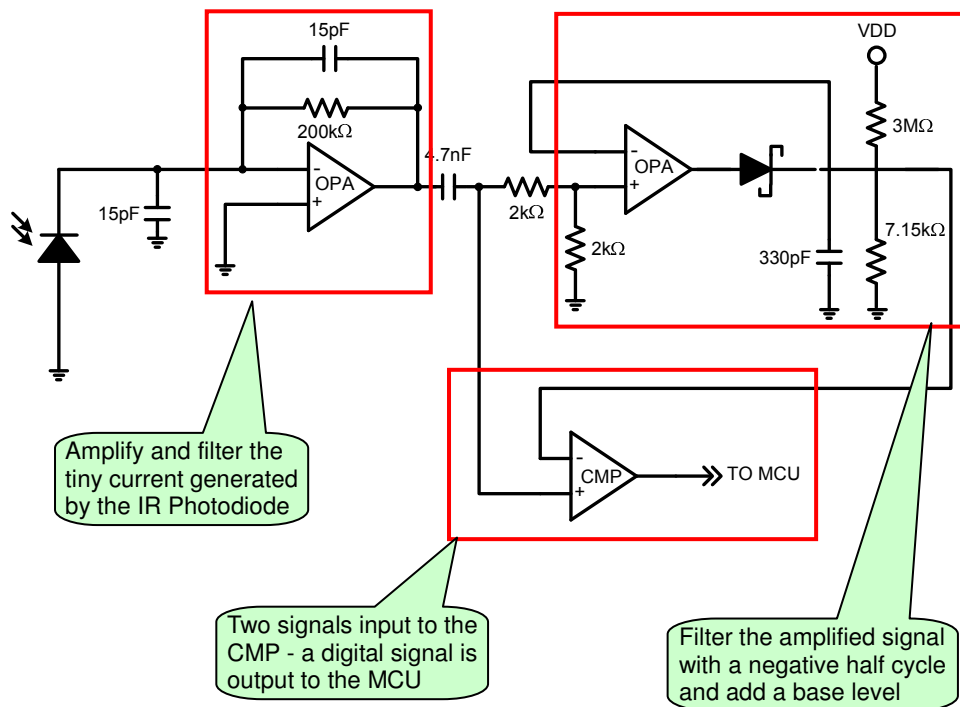 15pF
200kΩ
OPA
-
+
15pF
4.7nF
2kΩ
2kΩ
-
OPA
+
VDD
3MΩ
7.15kΩ
330pF
-
CMP
+
TO MCU
Amplify and filter the
tiny current generated
by the IR Photodiode
Two signals input to the
CMP - a digital signal is
output to the MCU
Filter the amplified signal
with a negative half cycle
and add a base level